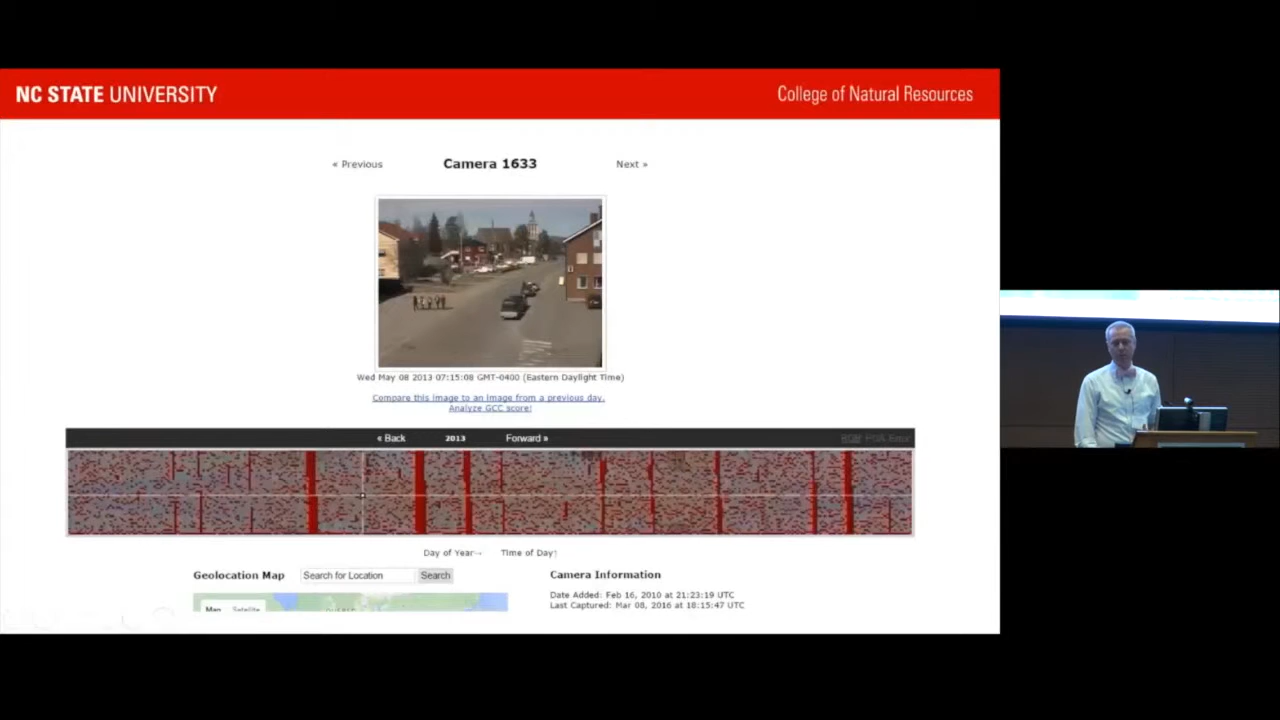 NC STATE UNIVERSITY
College of Natural Resources
« Previous
Camera 1633
Next »
Wed May 08 2013 07:15:08 GMT-0400 (Eastern Daylight Time)
Compare this image to an image from a previous day.
Analyze GCC score!
« Back
2013
Forward »
Day of Year→
Time of Day↑
Geolocation Map
Search for Location
Search
Camera Information
Date Added: Feb 16, 2010 at 21:23:19 UTC
Last Captured: Mar 08, 2016 at 18:15:47 UTC
Map
Satellite